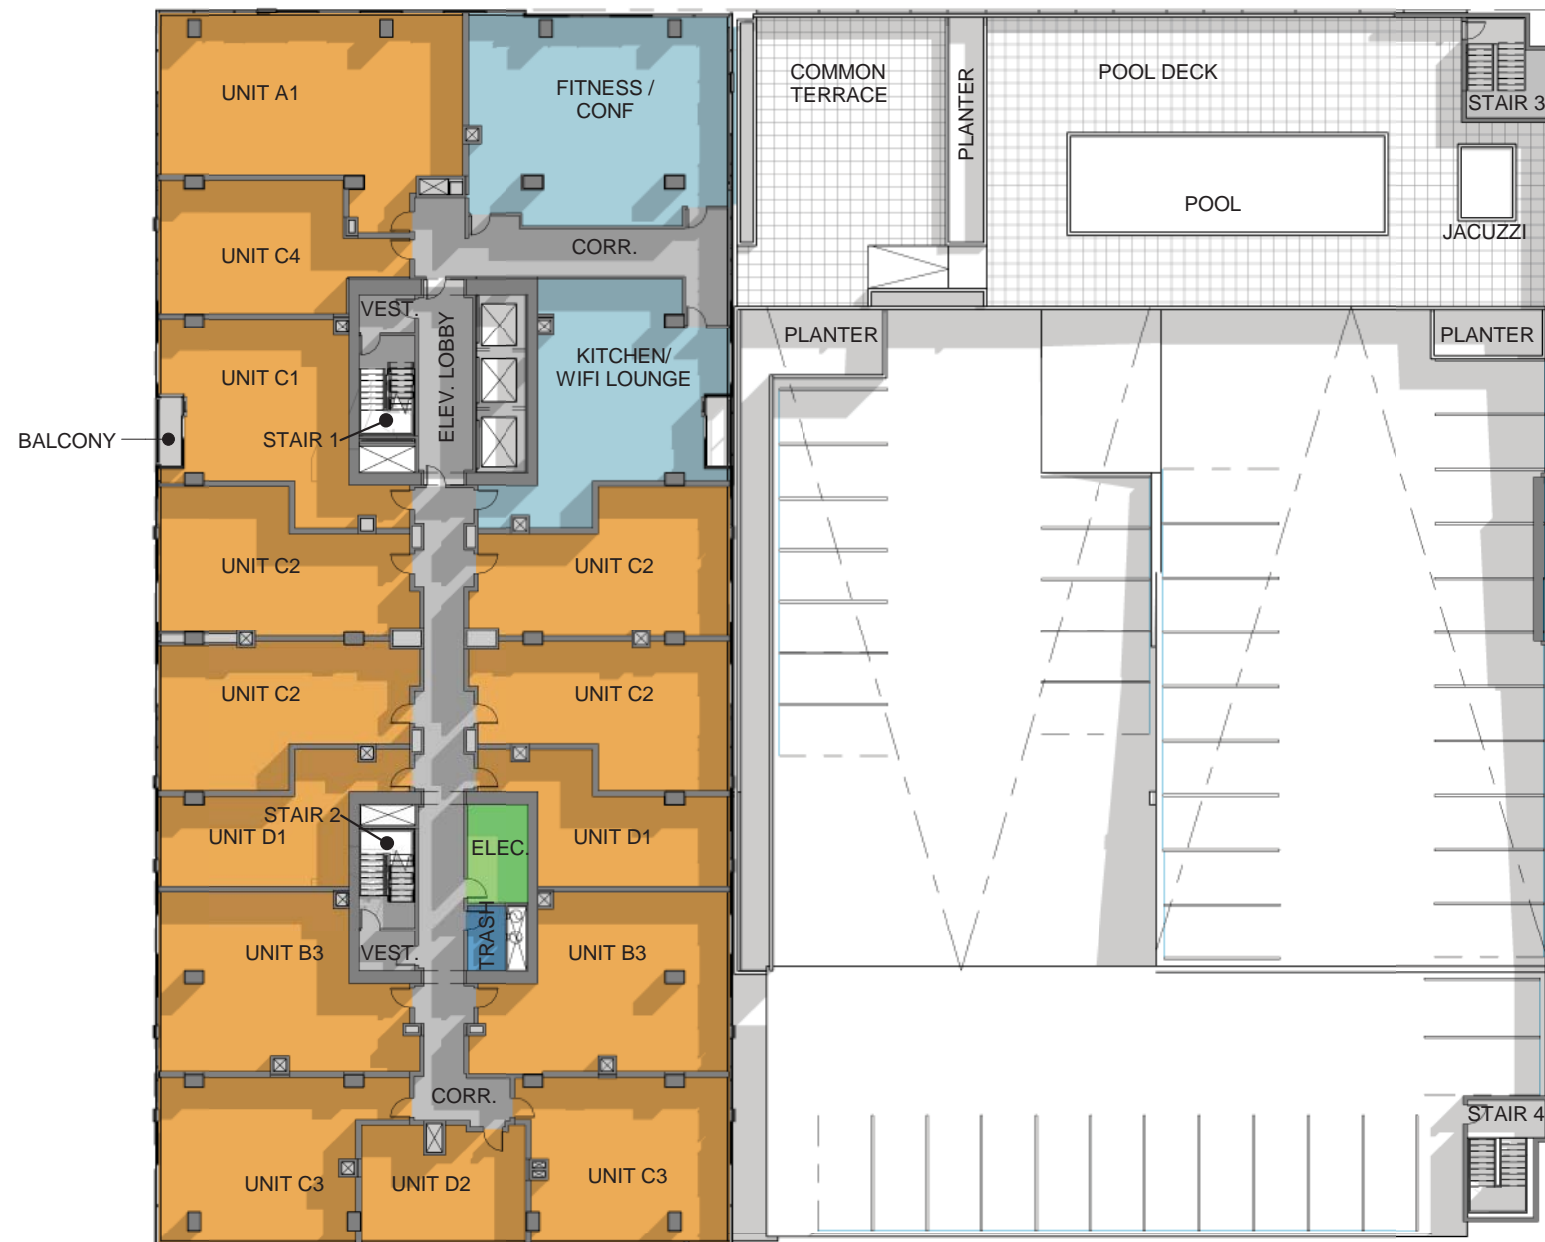 UNIT A1
FITNESS /
CONF
COMMON
TERRACE
PLANTER
POOL DECK
STAIR 3
POOL
JACUZZI
UNIT C4
CORR.
VEST.
ELEV. LOBBY
PLANTER
PLANTER
KITCHEN/
WIFI LOUNGE
UNIT C1
BALCONY
STAIR 1
UNIT C2
UNIT C2
UNIT C2
UNIT C2
STAIR 2
UNIT D1
ELEC.
UNIT D1
TRASH
UNIT B3
VEST.
UNIT B3
CORR.
STAIR 4
UNIT C3
UNIT D2
UNIT C3